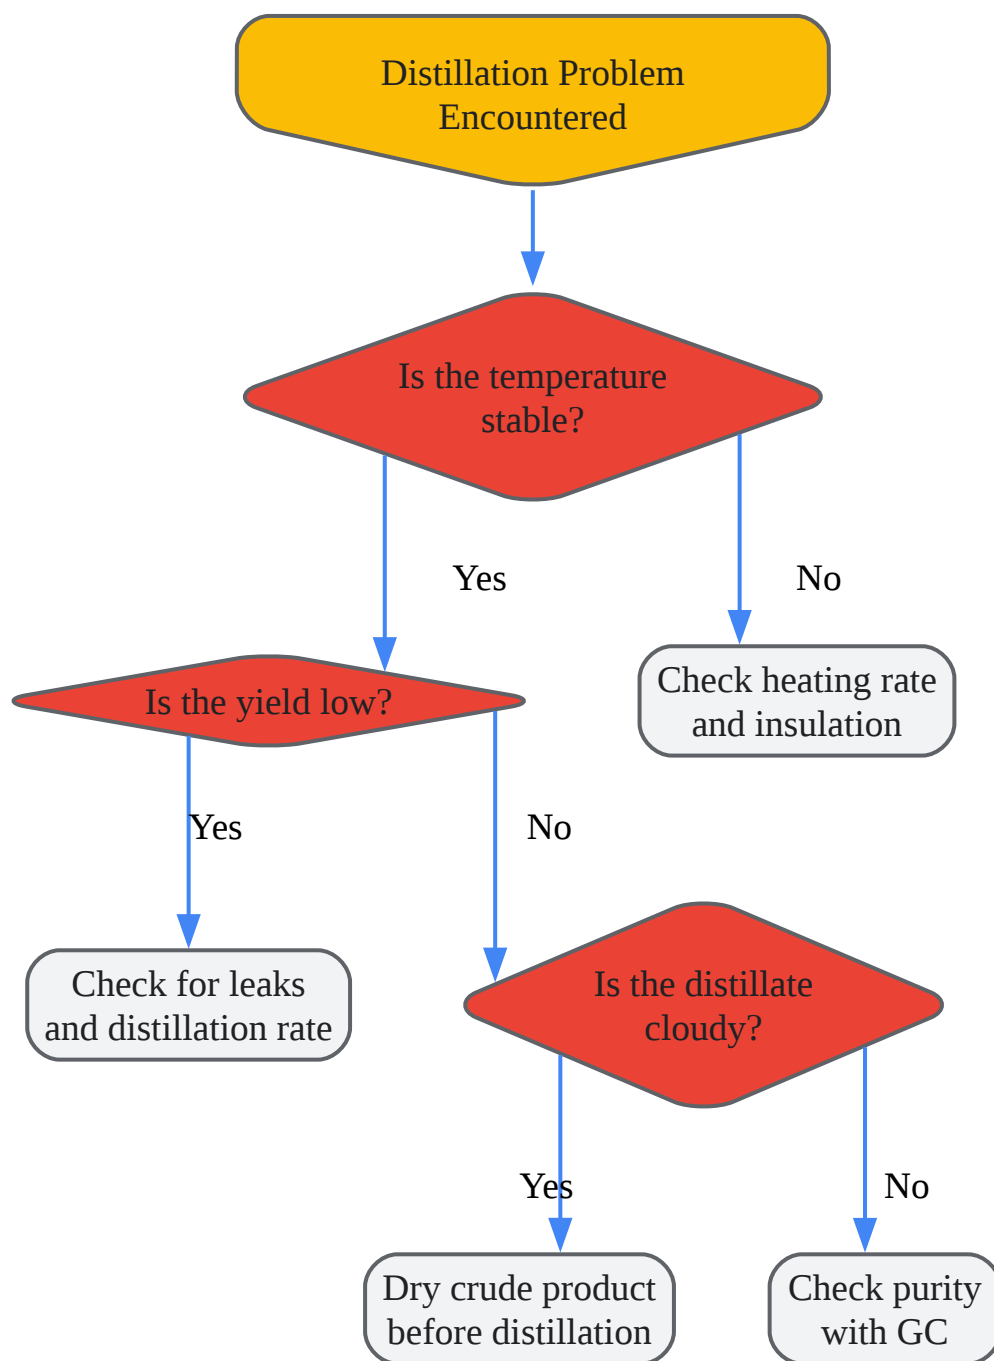 Distillation Problem
Encountered
Is the temperature
stable?
Yes
No
Is the yield low?
Check heating rate
and insulation
Yes
No
Check for leaks
and distillation rate
Is the distillate
cloudy?
Yes
No
Dry crude product
before distillation
Check purity
with GC